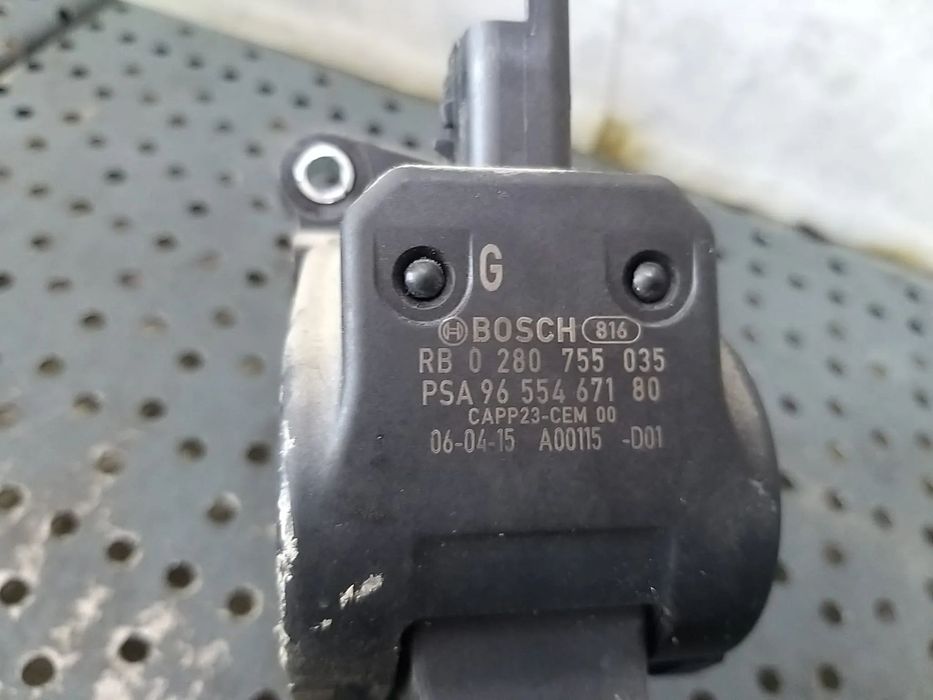 G
BOSCH 816
RB 0 280 755 035
PSA 96 554 671 80
CAPP23-CEM 00
06-04-15 A00115 -D01